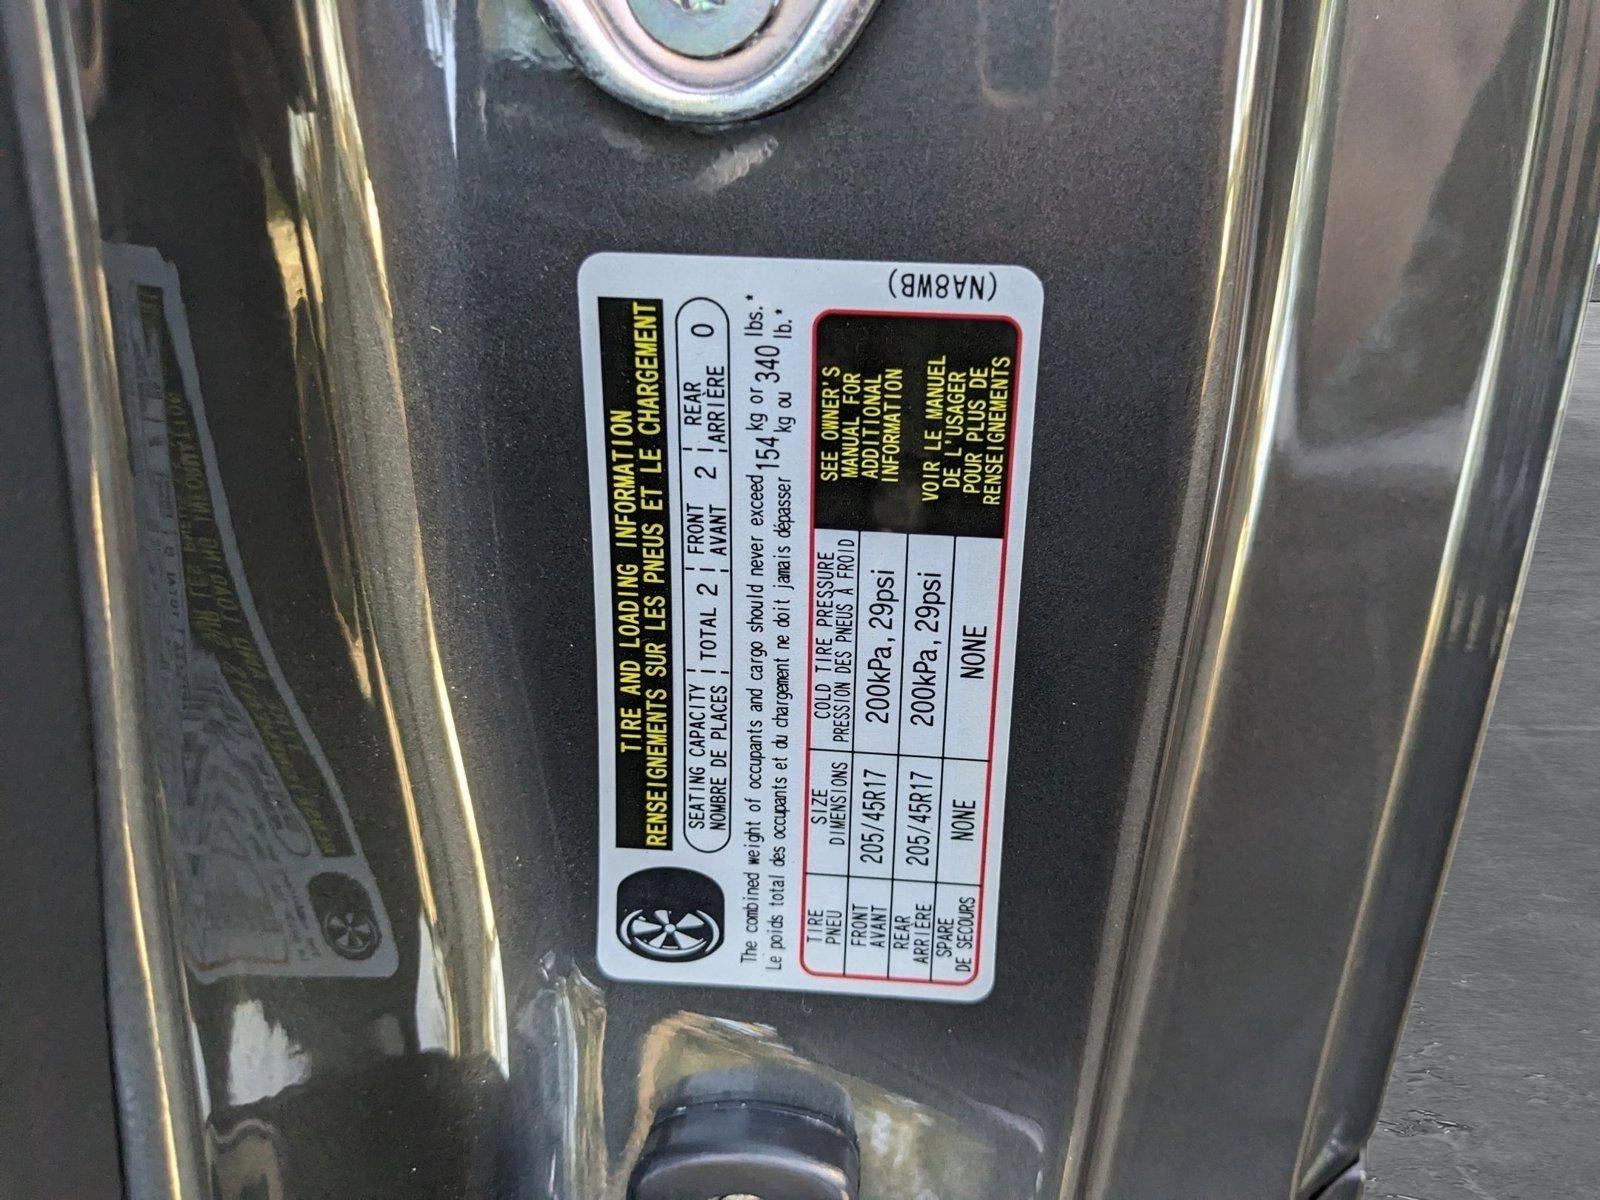 TIRE AND LOADING INFORMATION
RENSEIGNEMENTS SUR LES PNEUS ET LE CHARGEMENT
SEATING CAPACITY TOTAL 2 FRONT 2 REAR 0
NOMBRE DE PLACES AVANT ARRIÈRE
The combined weight of occupants and cargo should never exceed 154 kg or 340 lbs.*
Le poids total des occupants et du chargement ne doit jamais dépasser kg ou lb.*
TIRE SIZE COLD TIRE PRESSURE
PNEU DIMENSIONS PRESSION DES PNEUS À FROID
FRONT
AVANT 205/45R17 200kPa, 29psi
REAR
ARRIERE 205/45R17 200kPa, 29psi
SPARE
DE SECOURS NONE NONE
SEE OWNER'S
MANUAL FOR
ADDITIONAL
INFORMATION
VOIR LE MANUEL
DE L'USAGER
POUR PLUS DE
RENSEIGNEMENTS
(NA8WB)